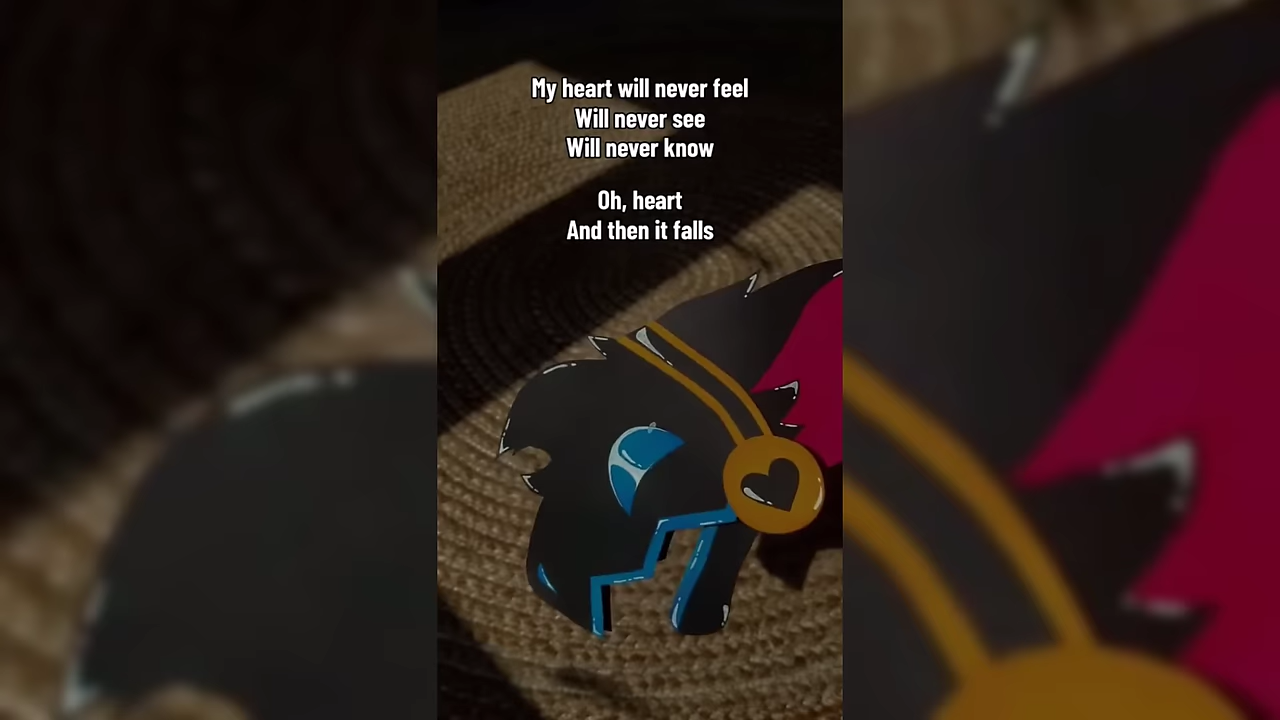 My heart will never feel
Will never see
Will never know
Oh, heart
And then it falls